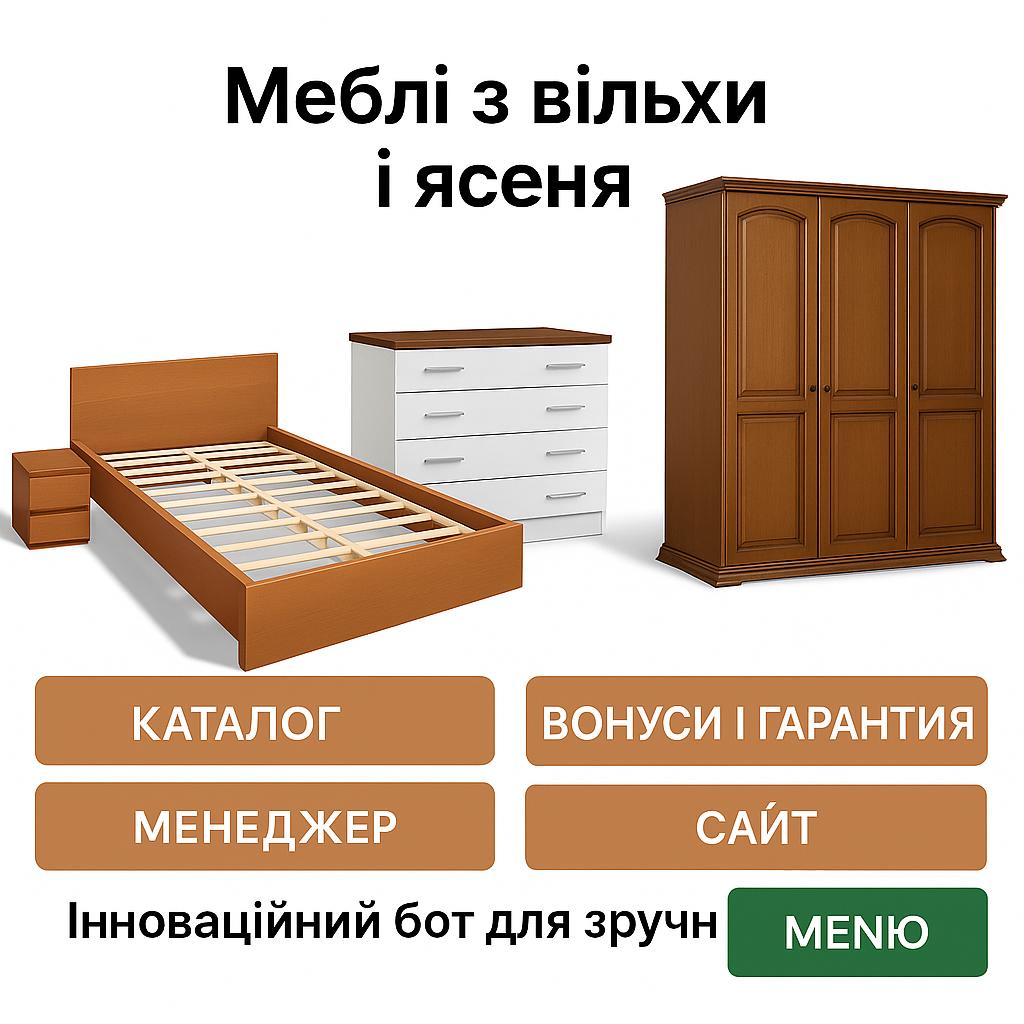 Меблі з вільхи
і ясеня
КАТАЛОГ
ВОНУСИ І ГАРАНТИЯ
МЕНЕДЖЕР
САЙТ
Інноваційний бот для зручн
MENЮ